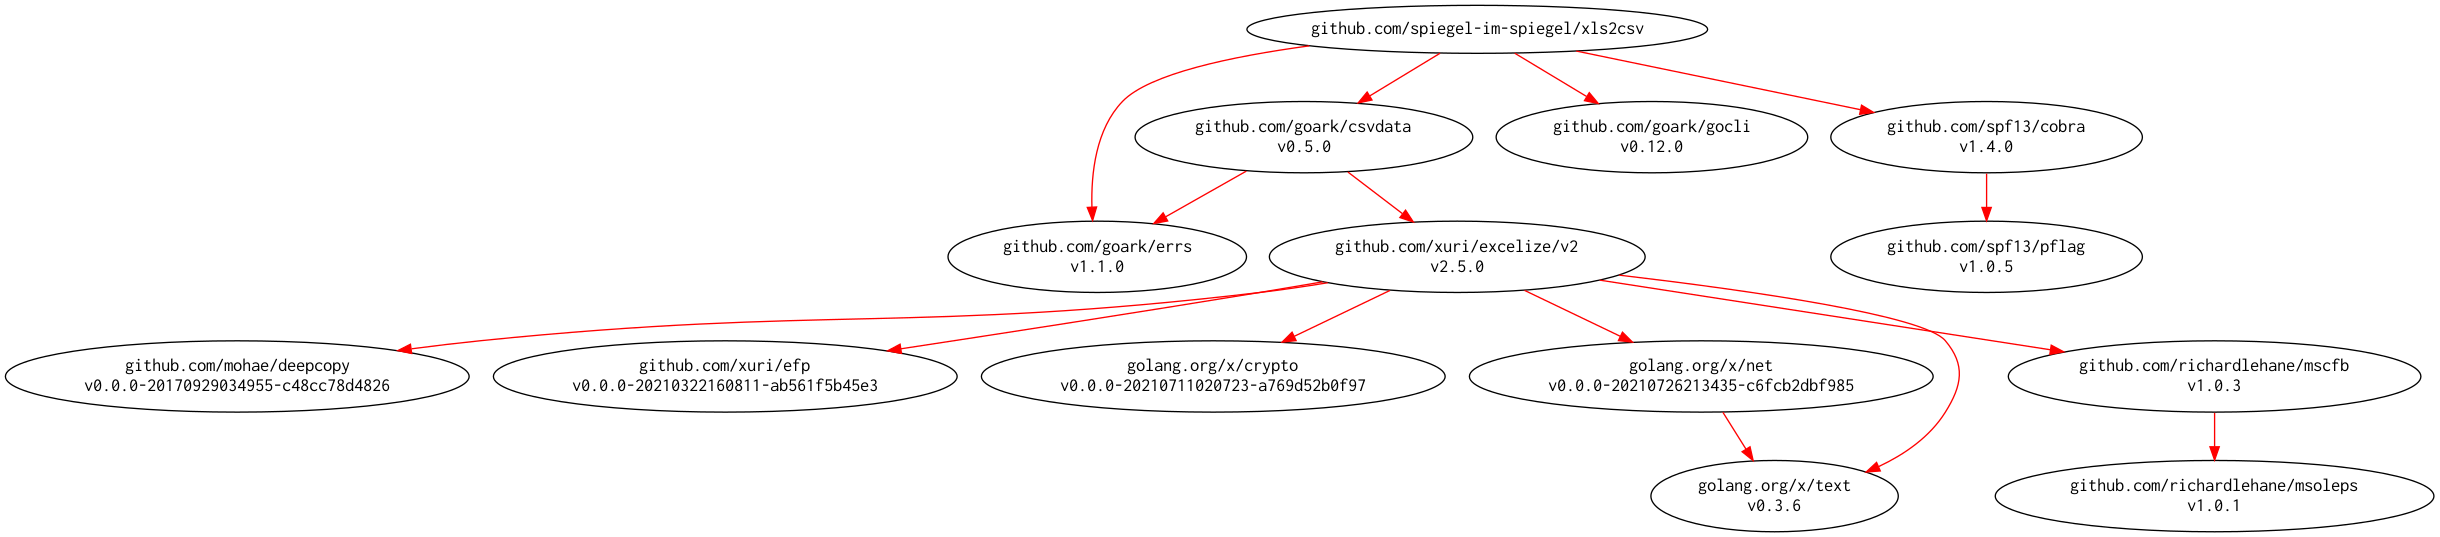 github.com/spiegel-im-spiegel/xls2csv
github.com/goark/csvdata
v0.5.0
github.com/goark/gocli
v0.12.0
github.com/spf13/cobra
v1.4.0
github.com/goark/errs
v1.1.0
github.com/xuri/excelize/v2
v2.5.0
github.com/spf13/pflag
v1.0.5
github.com/mohae/deepcopy
v0.0.0-20170929034955-c48cc78d4826
github.com/xuri/efp
v0.0.0-20210322160811-ab561f5b45e3
golang.org/x/crypto
v0.0.0-20210711020723-a769d52b0f97
golang.org/x/net
v0.0.0-20210726213435-c6fcb2dbf985
github.com/richardlehane/mscfb
v1.0.3
golang.org/x/text
v0.3.6
github.com/richardlehane/msoleps
v1.0.1